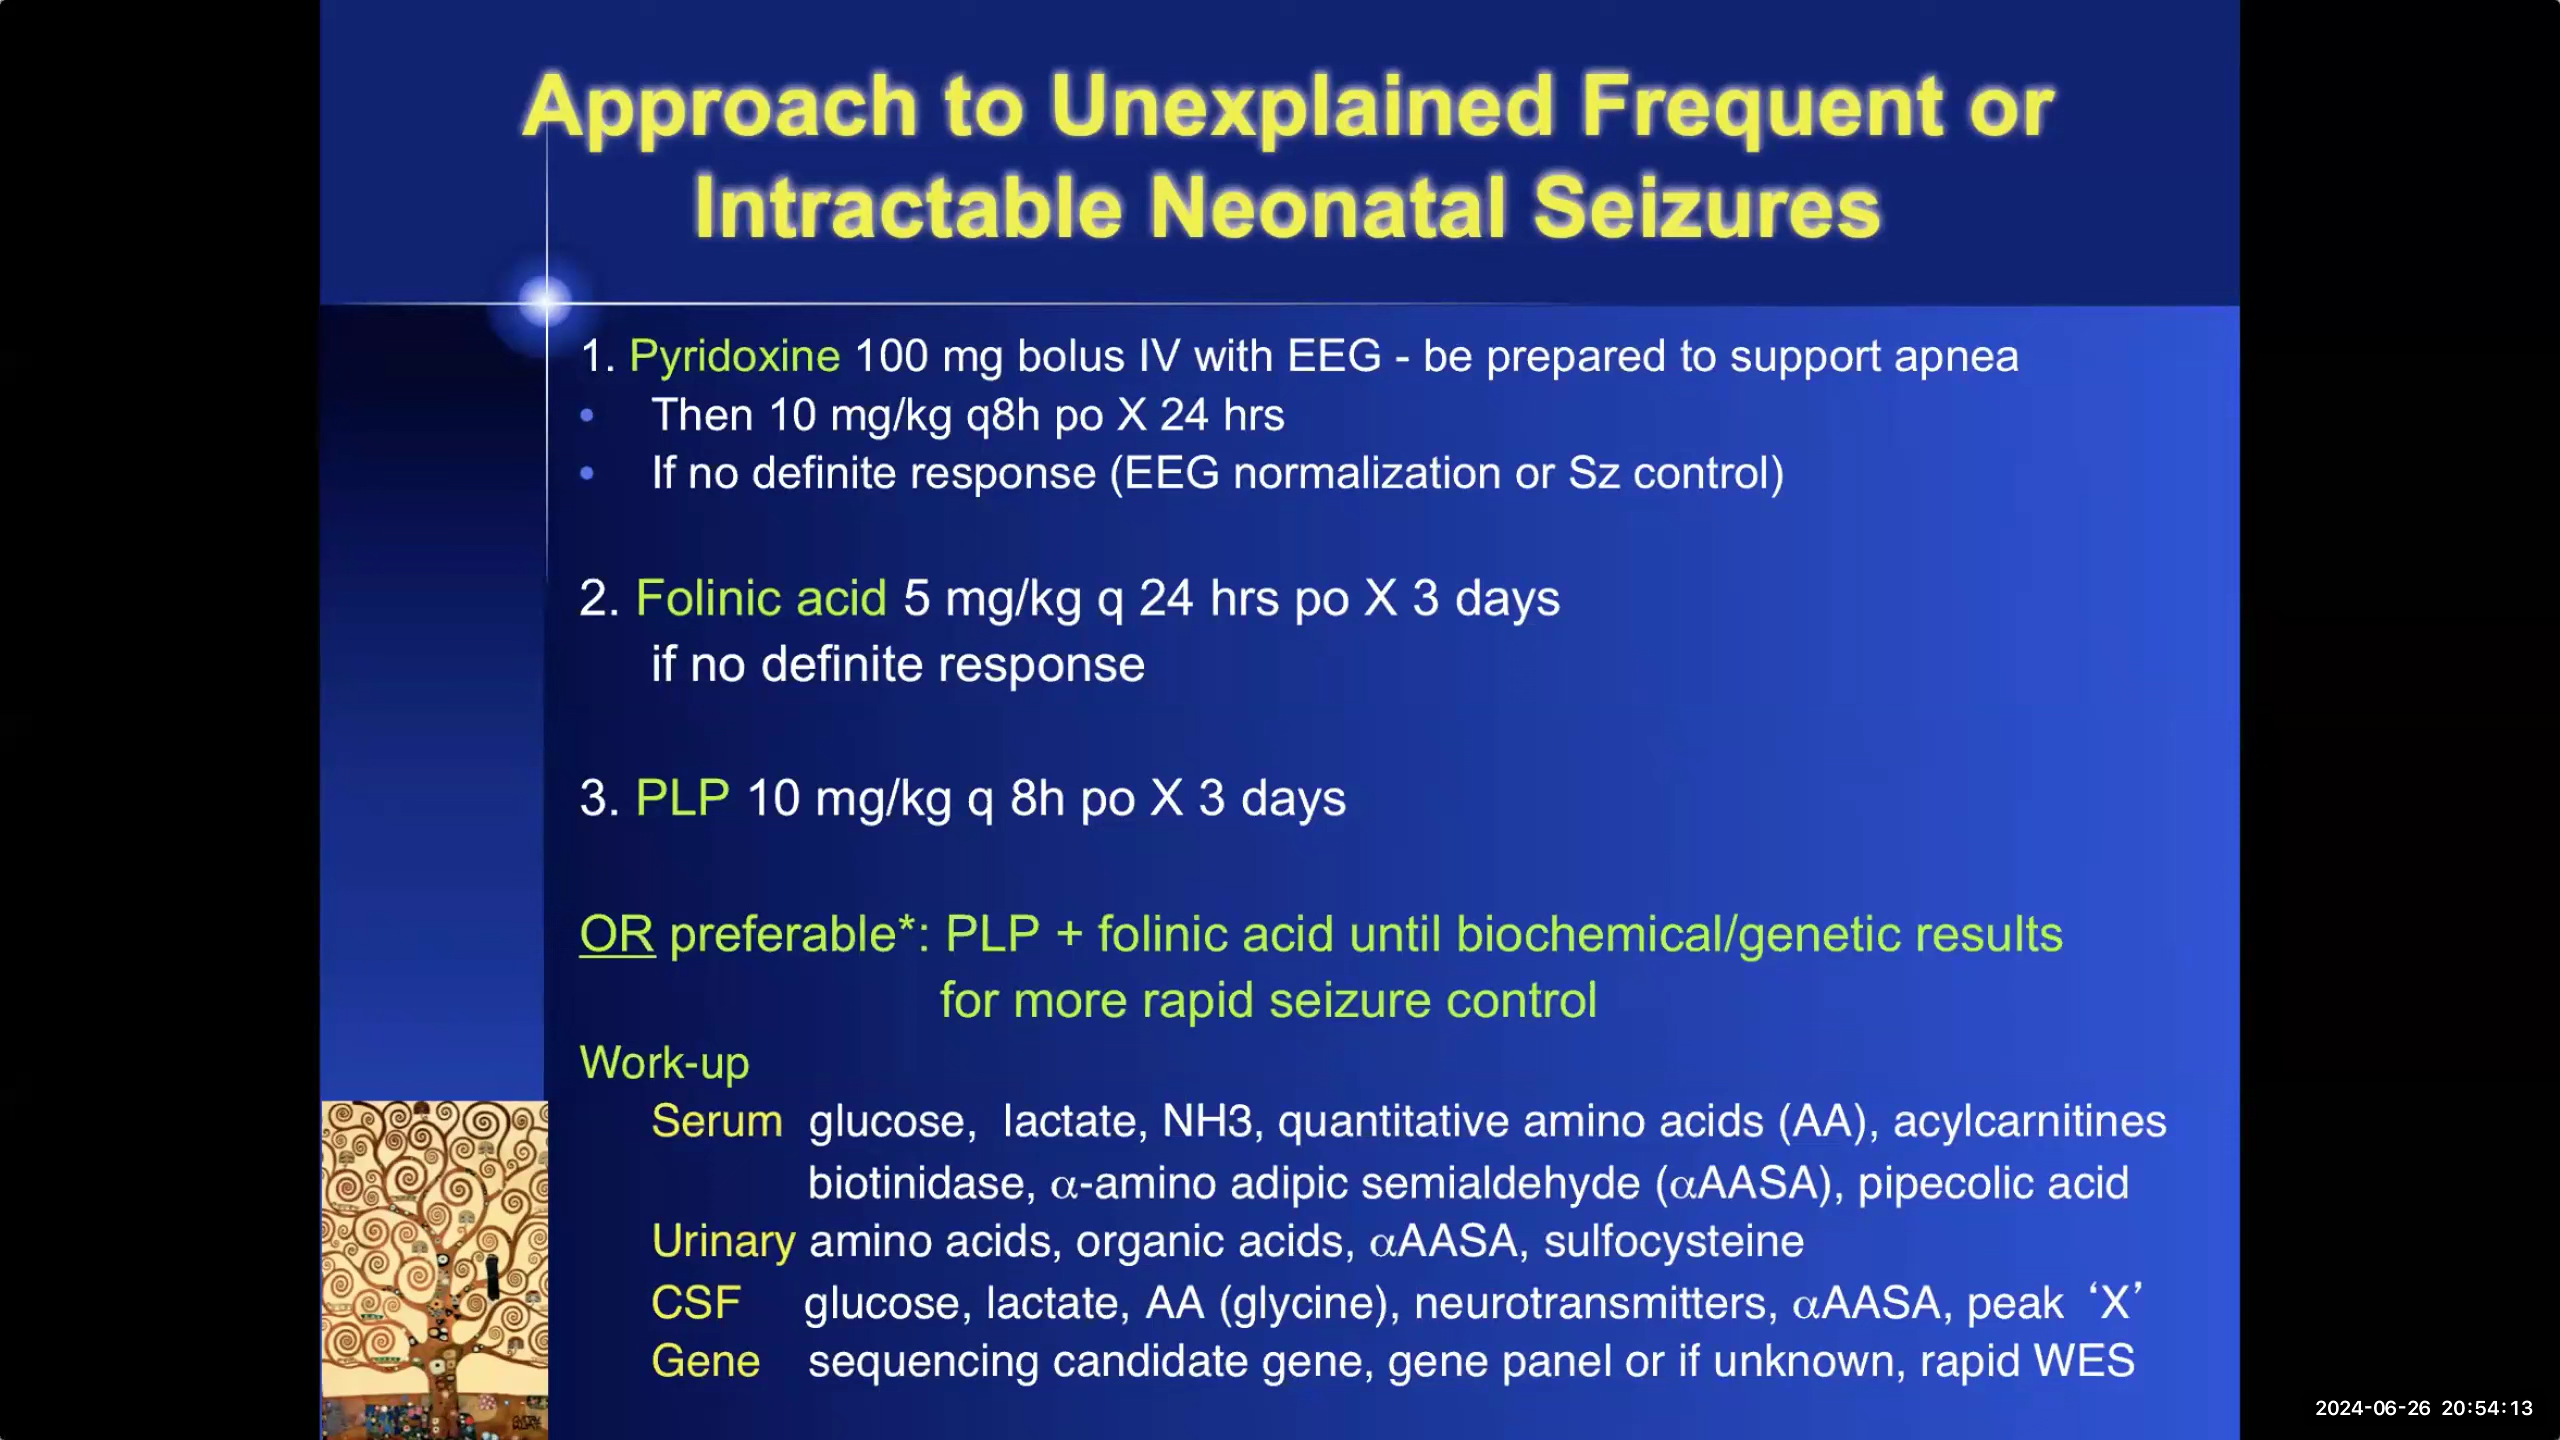 Approach to Unexplained Frequent or
Intractable Neonatal Seizures
1. Pyridoxine 100 mg bolus IV with EEG - be prepared to support apnea
• Then 10 mg/kg q8h po X 24 hrs
• If no definite response (EEG normalization or Sz control)
2. Folinic acid 5 mg/kg q 24 hrs po X 3 days
if no definite response
3. PLP 10 mg/kg q 8h po X 3 days
OR preferable*: PLP + folinic acid until biochemical/genetic results
for more rapid seizure control
Work-up
Serum glucose, lactate, NH3, quantitative amino acids (AA), acylcarnitines
biotinidase, α-amino adipic semialdehyde (αAASA), pipecolic acid
Urinary amino acids, organic acids, αAASA, sulfocysteine
CSF glucose, lactate, AA (glycine), neurotransmitters, αAASA, peak ‘X’
Gene sequencing candidate gene, gene panel or if unknown, rapid WES
2024-06-26 20:54:13